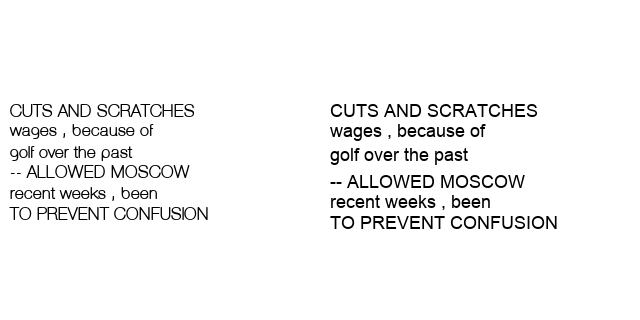 CUTS AND SCRATCHES
wages , because of
golf over the past
-- ALLOWED MOSCOW
recent weeks , been
TO PREVENT CONFUSION
CUTS AND SCRATCHES
wages , because of
golf over the past
-- ALLOWED MOSCOW
recent weeks , been
TO PREVENT CONFUSION